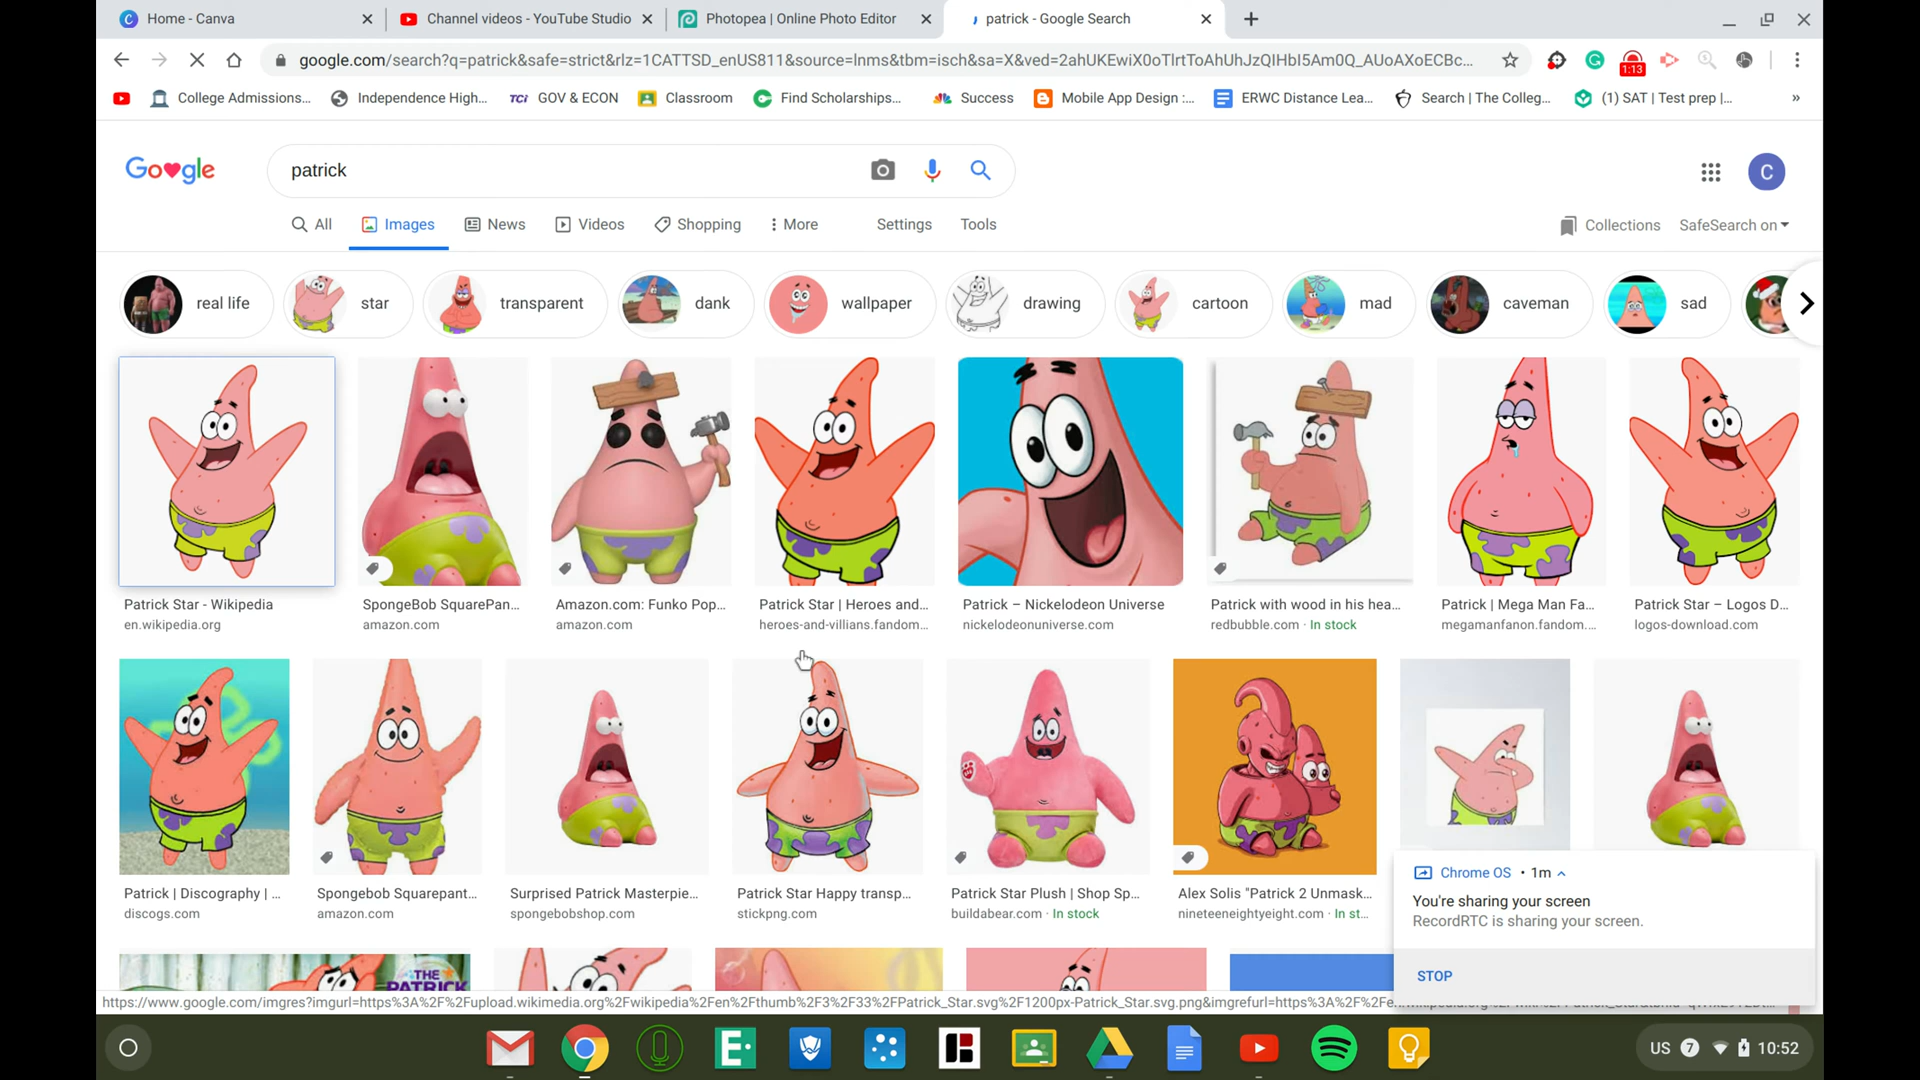 Home - Canva
Channel videos - YouTube Studio
Photopea | Online Photo Editor
patrick - Google Search
google.com/search?q=patrick&safe=strict&rlz=1CATTSD_enUS811&source=lnms&tbm=isch&sa=X&ved=2ahUKEwiX0oTlrtToAhUhJzQIHbI5Am0Q_AUoAXoECBc...
1:13
College Admissions...
Independence High...
TCi GOV & ECON
Classroom
Find Scholarships...
Success
Mobile App Design :...
ERWC Distance Lea...
Search | The Colleg...
(1) SAT | Test prep |...
»
Google
patrick
C
All
Images
News
Videos
Shopping
More
Settings
Tools
Collections
SafeSearch on
real life
star
transparent
dank
wallpaper
drawing
cartoon
mad
caveman
sad
Patrick Star - Wikipedia
en.wikipedia.org
SpongeBob SquarePan...
amazon.com
Amazon.com: Funko Pop...
amazon.com
Patrick Star | Heroes and...
heroes-and-villians.fandom...
Patrick – Nickelodeon Universe
nickelodeonuniverse.com
Patrick with wood in his hea...
redbubble.com · In stock
Patrick | Mega Man Fa...
megamanfanon.fandom....
Patrick Star – Logos D...
logos-download.com
Patrick | Discography | ...
discogs.com
Spongebob Squarepant...
amazon.com
Surprised Patrick Masterpie...
spongebobshop.com
Patrick Star Happy transp...
stickpng.com
Patrick Star Plush | Shop Sp...
buildabear.com · In stock
Alex Solis "Patrick 2 Unmask...
nineteeneightyeight.com · In st...
Chrome OS · 1m
You're sharing your screen
RecordRTC is sharing your screen.
STOP
THE
PATRICK
https://www.google.com/imgres?imgurl=https%3A%2F%2Fupload.wikimedia.org%2Fwikipedia%2Fen%2Fthumb%2F3%2F33%2FPatrick_Star.svg%2F1200px-Patrick_Star.svg.png&imgrefurl=https%3A%2F%2Fe
US 7 10:52